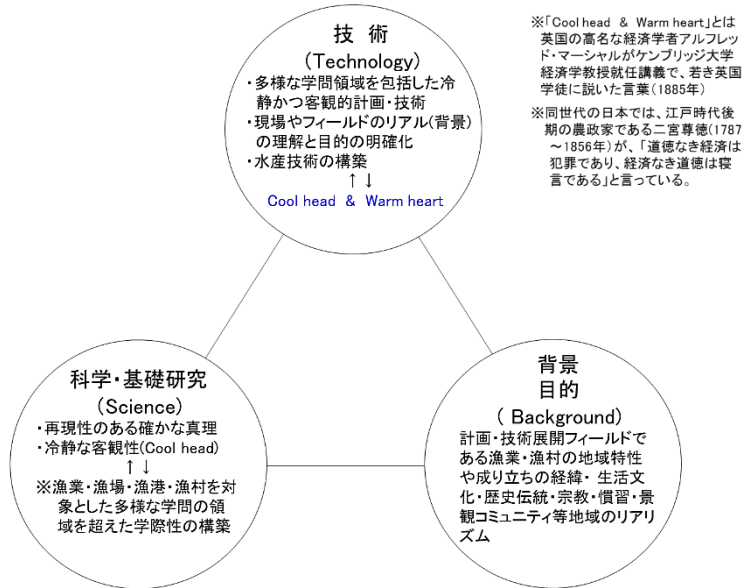 技 術
(Technology)
・多様な学問領域を包括した冷
静かつ客観的計画・技術
・現場やフィールドのリアル(背景)
の理解と目的の明確化
・水産技術の構築
↑ ↓
Cool head & Warm heart
※「Cool head & Warm heart」とは
英国の高名な経済学者アルフレッ
ド・マーシャルがケンブリッジ大学
経済学教授就任講義で、若き英国
学徒に説いた言葉(1885年)
※同世代の日本では、江戸時代後
期の農政家である二宮尊徳(1787
～1856年)が、「道徳なき経済は
犯罪であり、経済なき道徳は寝
言である」と言っている。
科学・基礎研究
(Science)
・再現性のある確かな真理
・冷静な客観性(Cool head)
↑ ↓
※漁業・漁場・漁港・漁村を対
象とした多様な学問の領
域を超えた学際性の構築
背景
目的
( Background)
計画・技術展開フィールドで
ある漁業・漁村の地域特性
や成り立ちの経緯・ 生活文
化・歴史伝統・宗教・慣習・景
観コミュニティ等地域のリアリ
ズム